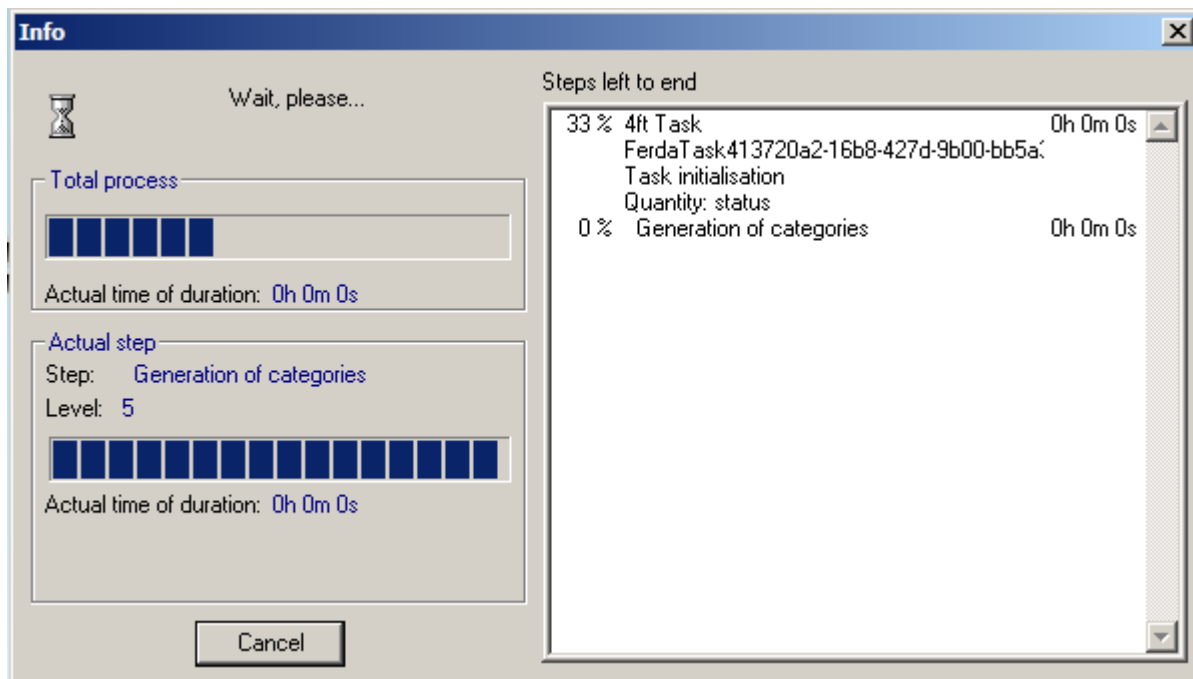 Info
Wait, please...
Total process
Actual time of duration: 0h 0m 0s
Actual step
Step: Generation of categories
Level: 5
Actual time of duration: 0h 0m 0s
Cancel
Steps left to end
33 % 4ft Task 0h 0m 0s
FerdaTask413720a2-16b8-427d-9b00-bb5a
Task initialisation
Quantity: status
0 % Generation of categories 0h 0m 0s